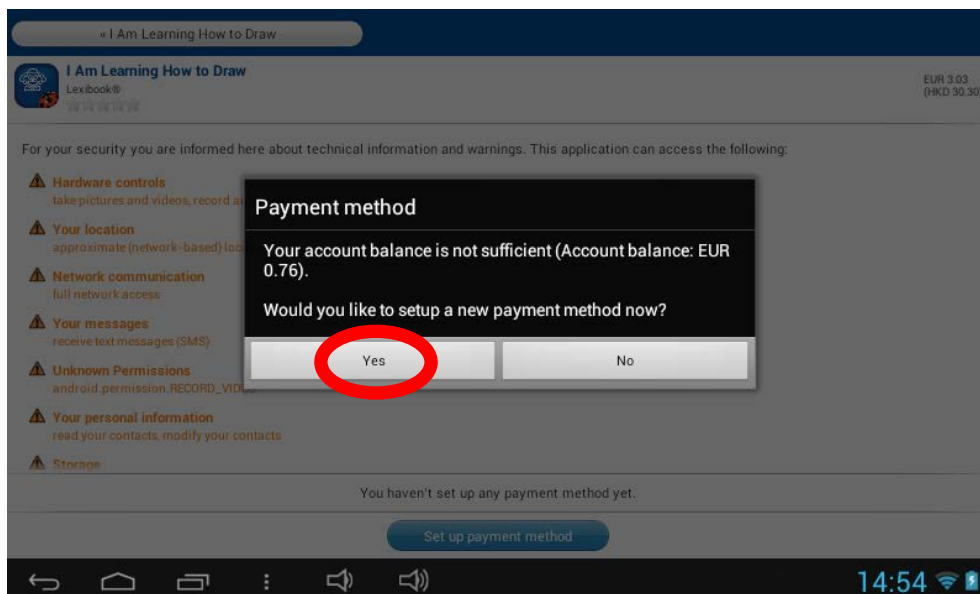 « I Am Learning How to Draw
I Am Learning How to Draw
Lexibook®
EUR 3.03
(HKD 30.30)
For your security you are informed here about technical information and warnings. This application can access the following:
Hardware controls
take pictures and videos, record
Your location
approximate (network-based)
Network communication
full network access
Your messages
receive text messages (SMS)
Unknown Permissions
android.permission.RECORD_VIDEO
Your personal information
read your contacts, modify your contacts
Storage
Payment method
Your account balance is not sufficient (Account balance: EUR
0.76).
Would you like to setup a new payment method now?
Yes
No
You haven't set up any payment method yet.
Set up payment method
14:54